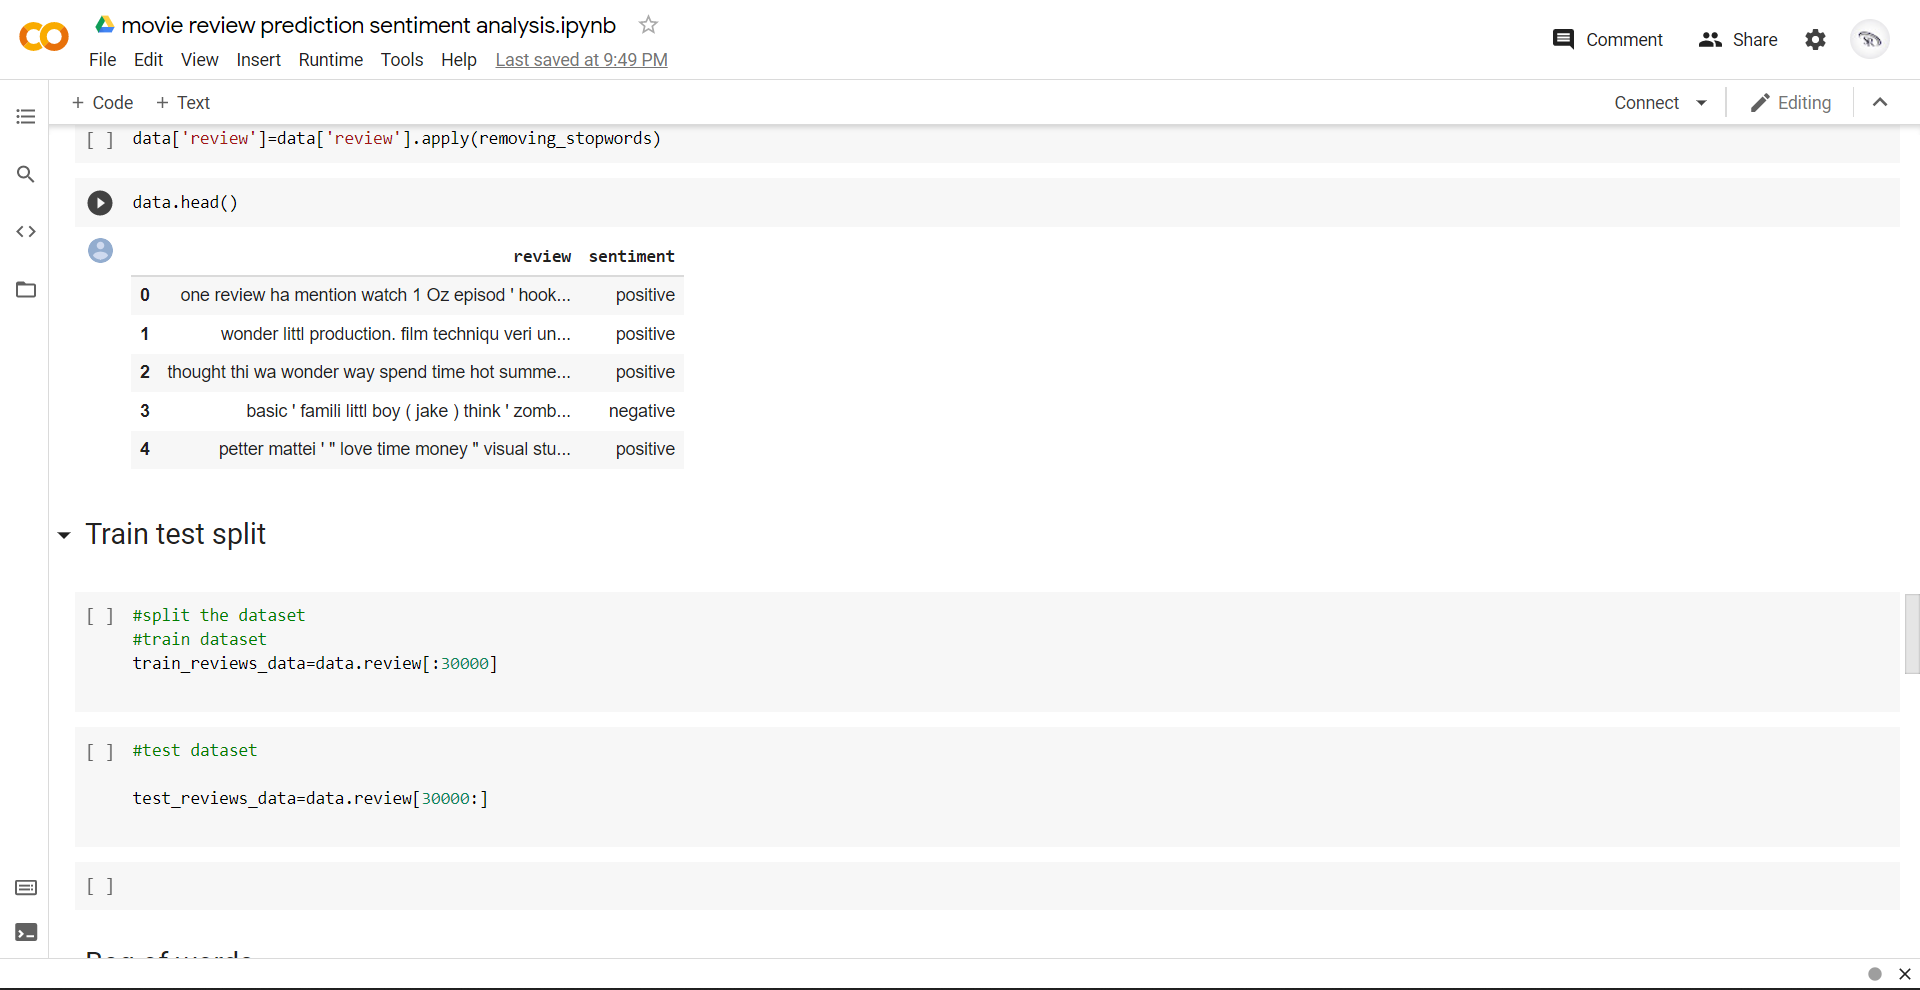 movie review prediction sentiment analysis.ipynb
File Edit View Insert Runtime Tools Help Last saved at 9:49 PM
Comment Share
+ Code + Text
Connect Editing
[ ] data['review']=data['review'].apply(removing_stopwords)
data.head()
review sentiment
0 one review ha mention watch 1 Oz episod ' hook... positive
1 wonder littl production. film techniqu veri un... positive
2 thought thi wa wonder way spend time hot summe... positive
3 basic ' famili littl boy ( jake ) think ' zomb... negative
4 petter mattei ' " love time money " visual stu... positive
Train test split
[ ] #split the dataset
#train dataset
train_reviews_data=data.review[:30000]
[ ] #test dataset
test_reviews_data=data.review[30000:]
[ ]
Bag of words